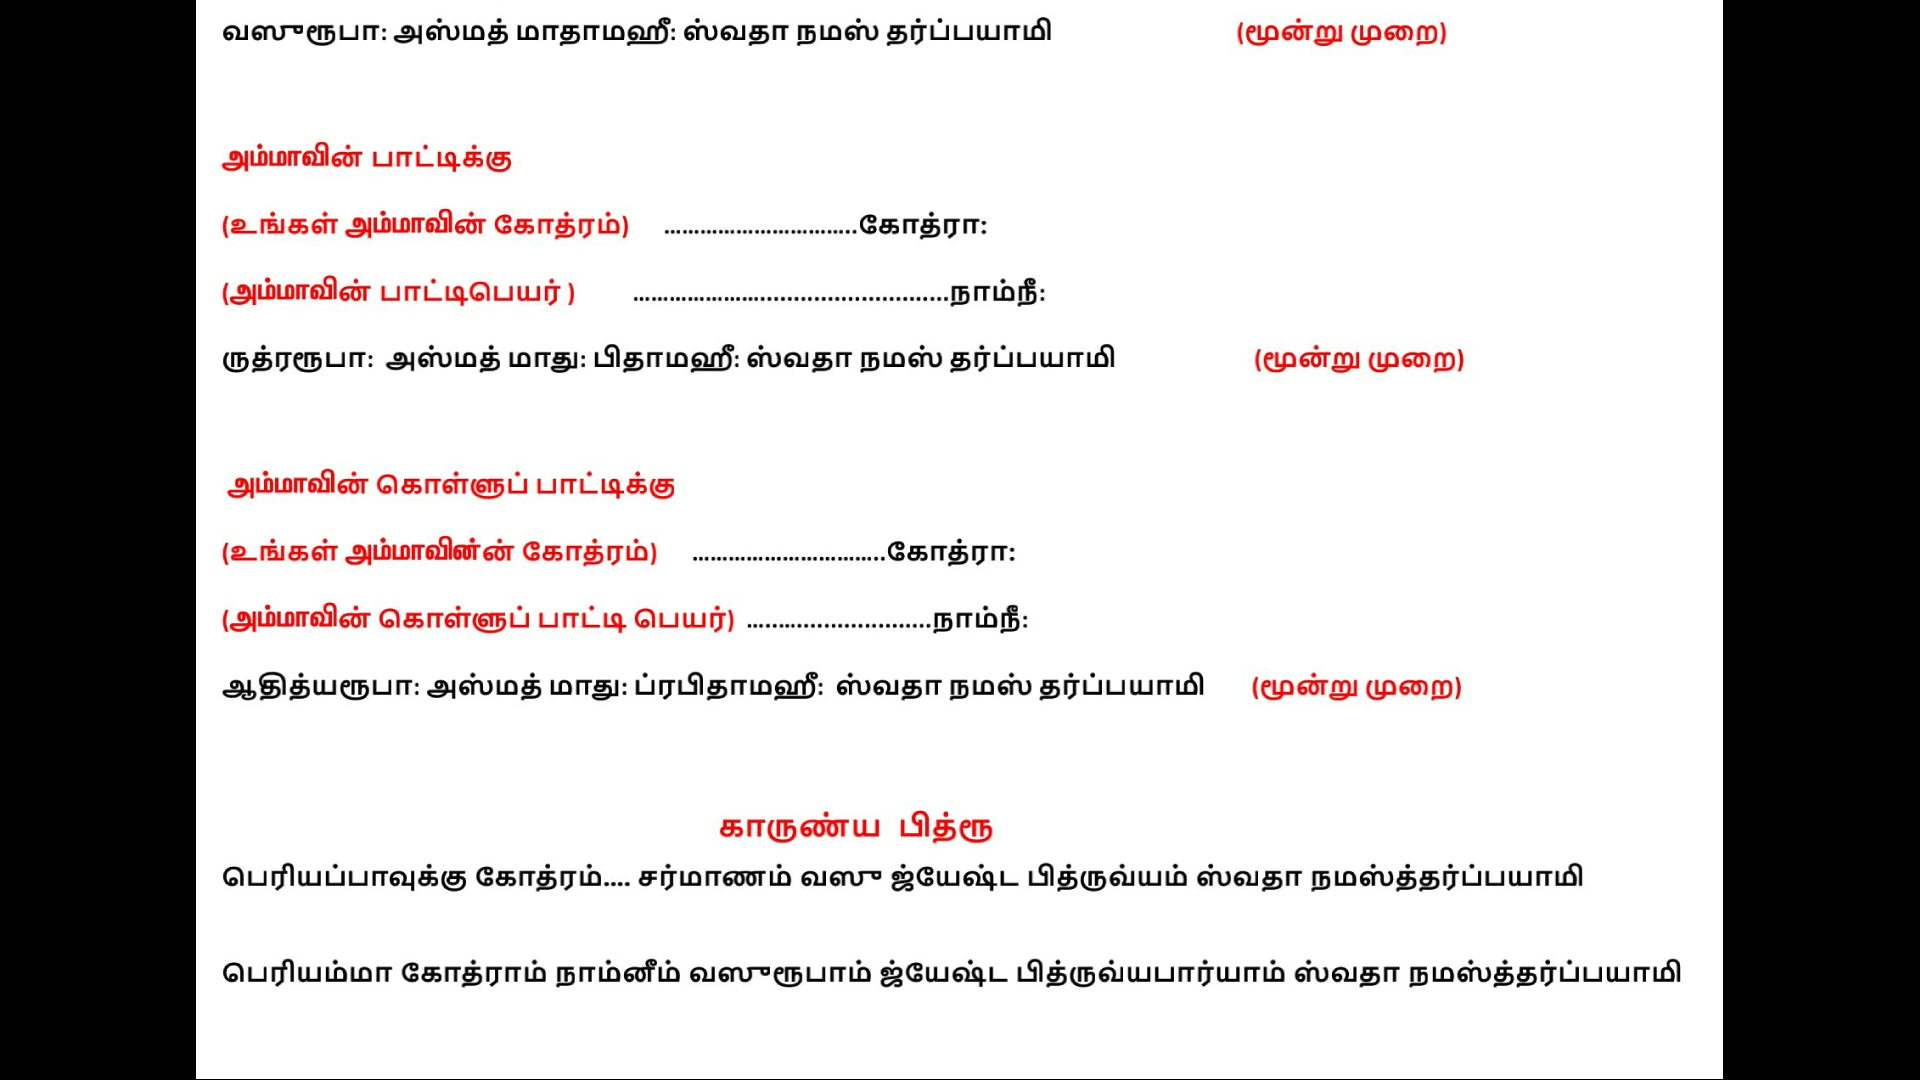 வஸுரூபா: அஸ்மத் மாதாமஹீ: ஸ்வதா நமஸ் தர்ப்பயாமி (மூன்று முறை)
அம்மாவின் பாட்டிக்கு
(உங்கள் அம்மாவின் கோத்ரம்) ................................கோத்ரா:
(அம்மாவின் பாட்டிபெயர் ) ..................................................நாம்நீ:
ருத்ரரூபா: அஸ்மத் மாது: பிதாமஹீ: ஸ்வதா நமஸ் தர்ப்பயாமி (மூன்று முறை)
அம்மாவின் கொள்ளுப் பாட்டிக்கு
(உங்கள் அம்மாவின்ன் கோத்ரம்) ................................கோத்ரா:
(அம்மாவின் கொள்ளுப் பாட்டி பெயர்) ............................நாம்நீ:
ஆதித்யரூபா: அஸ்மத் மாது: ப்ரபிதாமஹீ: ஸ்வதா நமஸ் தர்ப்பயாமி (மூன்று முறை)
காருண்ய பித்ரூ
பெரியப்பாவுக்கு கோத்ரம்.... சர்மாணம் வஸு ஜ்யேஷ்ட பித்ருவ்யம் ஸ்வதா நமஸ்த்தர்ப்பயாமி
பெரியம்மா கோத்ராம் நாம்னீம் வஸுரூபாம் ஜ்யேஷ்ட பித்ருவ்யபார்யாம் ஸ்வதா நமஸ்த்தர்ப்பயாமி